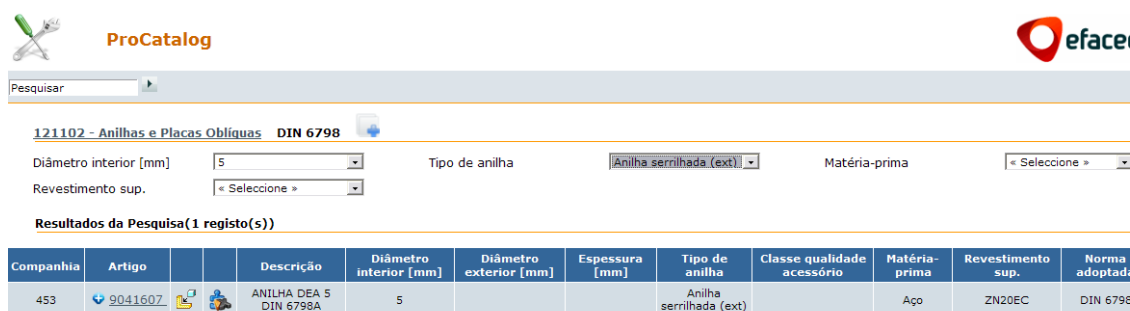 ProCatalog
Pesquisar
121102 - Anilhas e Placas Oblíquas DIN 6798
Diâmetro interior [mm] 5 Tipo de anilha Anilha serrilhada (ext) Matéria-prima « Seleccione »
Revestimento sup. « Seleccione »
Resultados da Pesquisa(1 registo(s))
Companhia Artigo Descrição Diâmetro interior [mm] Diâmetro exterior [mm] Espessura [mm] Tipo de anilha Classe qualidade acessório Matéria-prima Revestimento sup. Norma adoptada
453 9041607 ANILHA DEA 5 DIN 6798A 5 Anilha serrilhada (ext) Aço ZN20EC DIN 6798